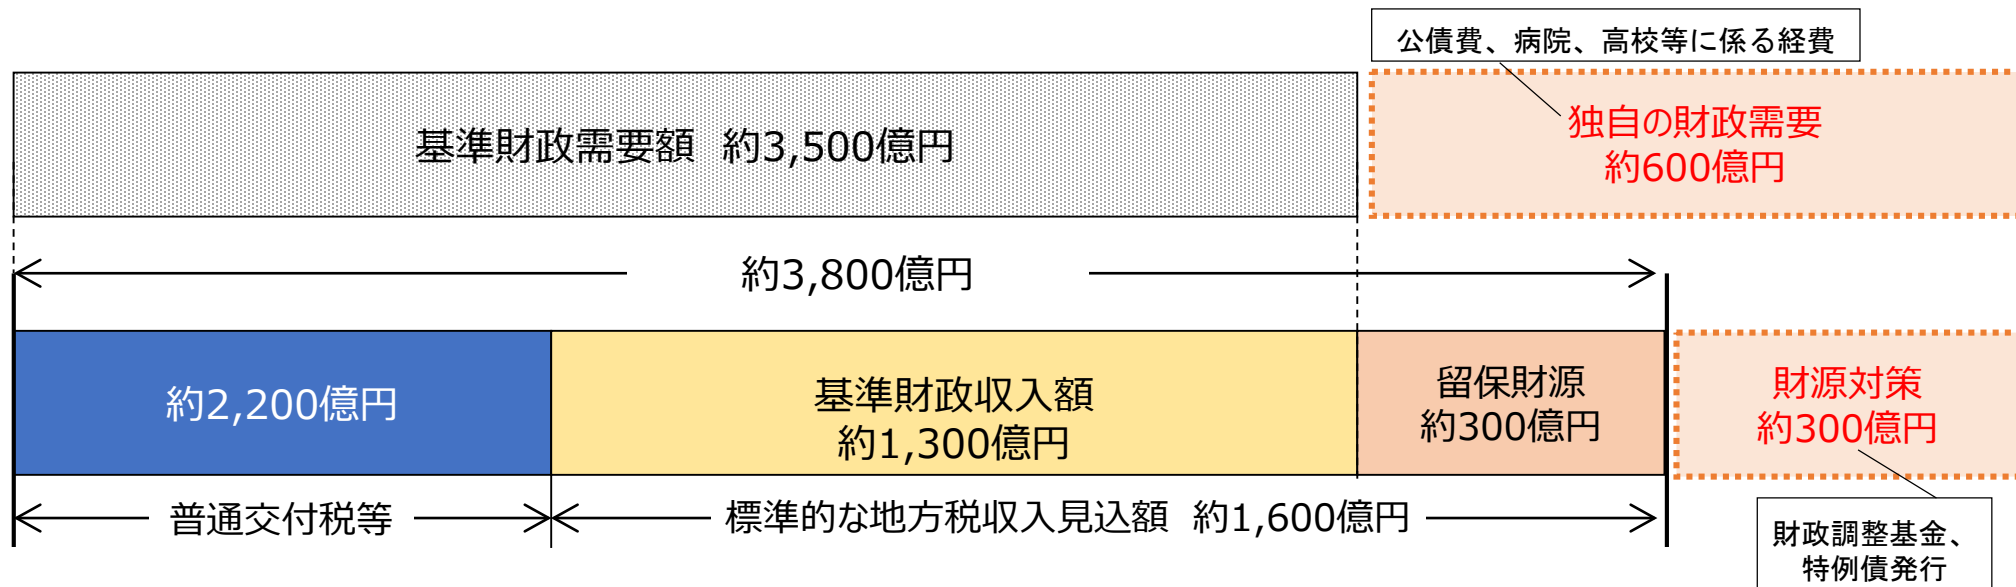 公債費、病院、高校等に係る経費
基準財政需要額 約3,500億円
独自の財政需要
約600億円
約3,800億円
約2,200億円
基準財政収入額
約1,300億円
留保財源
約300億円
財源対策
約300億円
普通交付税等
標準的な地方税収入見込額 約1,600億円
財政調整基金、
特例債発行